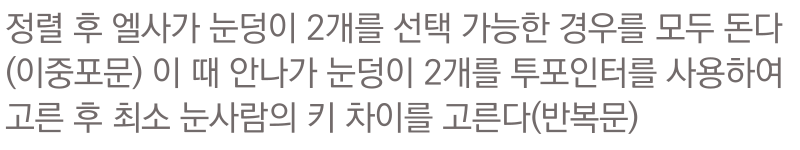 정렬 후 엘사가 눈덩이 2개를 선택 가능한 경우를 모두 돈다
(이중포문) 이 때 안나가 눈덩이 2개를 투포인터를 사용하여
고른 후 최소 눈사람의 키 차이를 고른다(반복문)